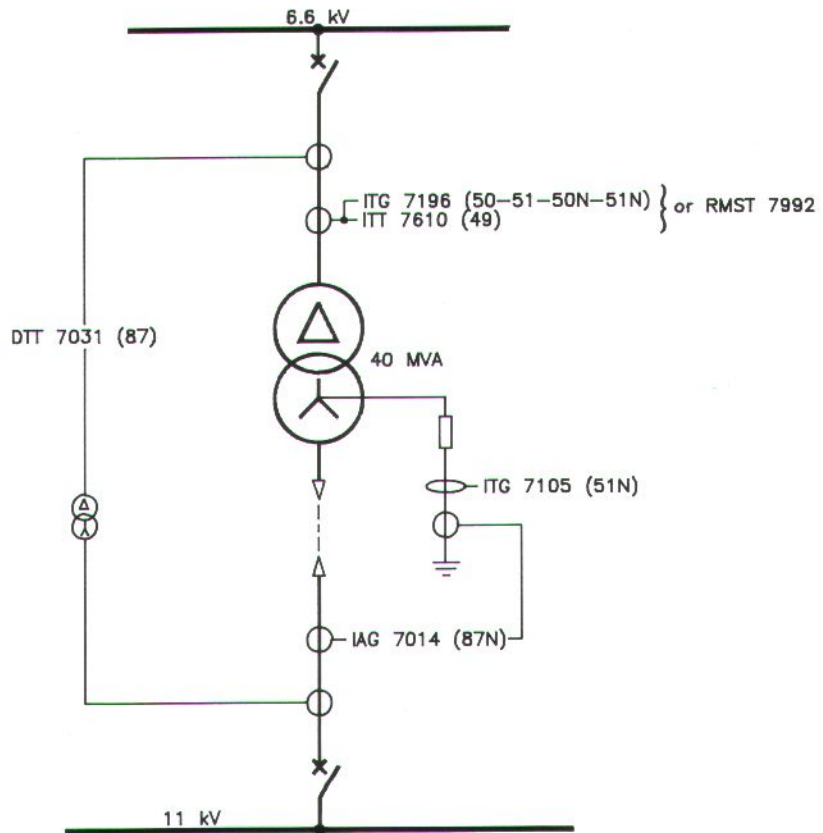 6.6 kV
ITG 7196 (50-51-50N-51N)
ITT 7610 (49)
or RMST 7992
DTT 7031 (87)
40 MVA
ITG 7105 (51N)
IAG 7014 (87N)
11 kV